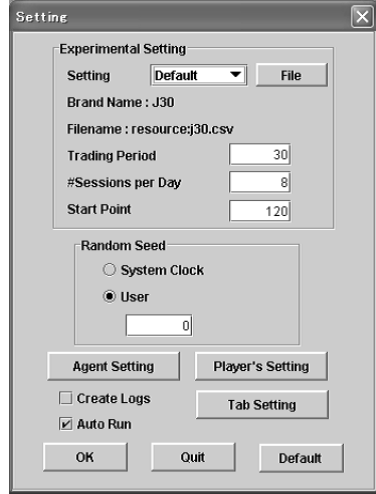 Setting
Experimental Setting
Setting Default File
Brand Name : J30
Filename : resource:j30.csv
Trading Period 30
#Sessions per Day 8
Start Point 120
Random Seed
System Clock
User
0
Agent Setting Player's Setting
Create Logs Tab Setting
Auto Run
OK Quit Default